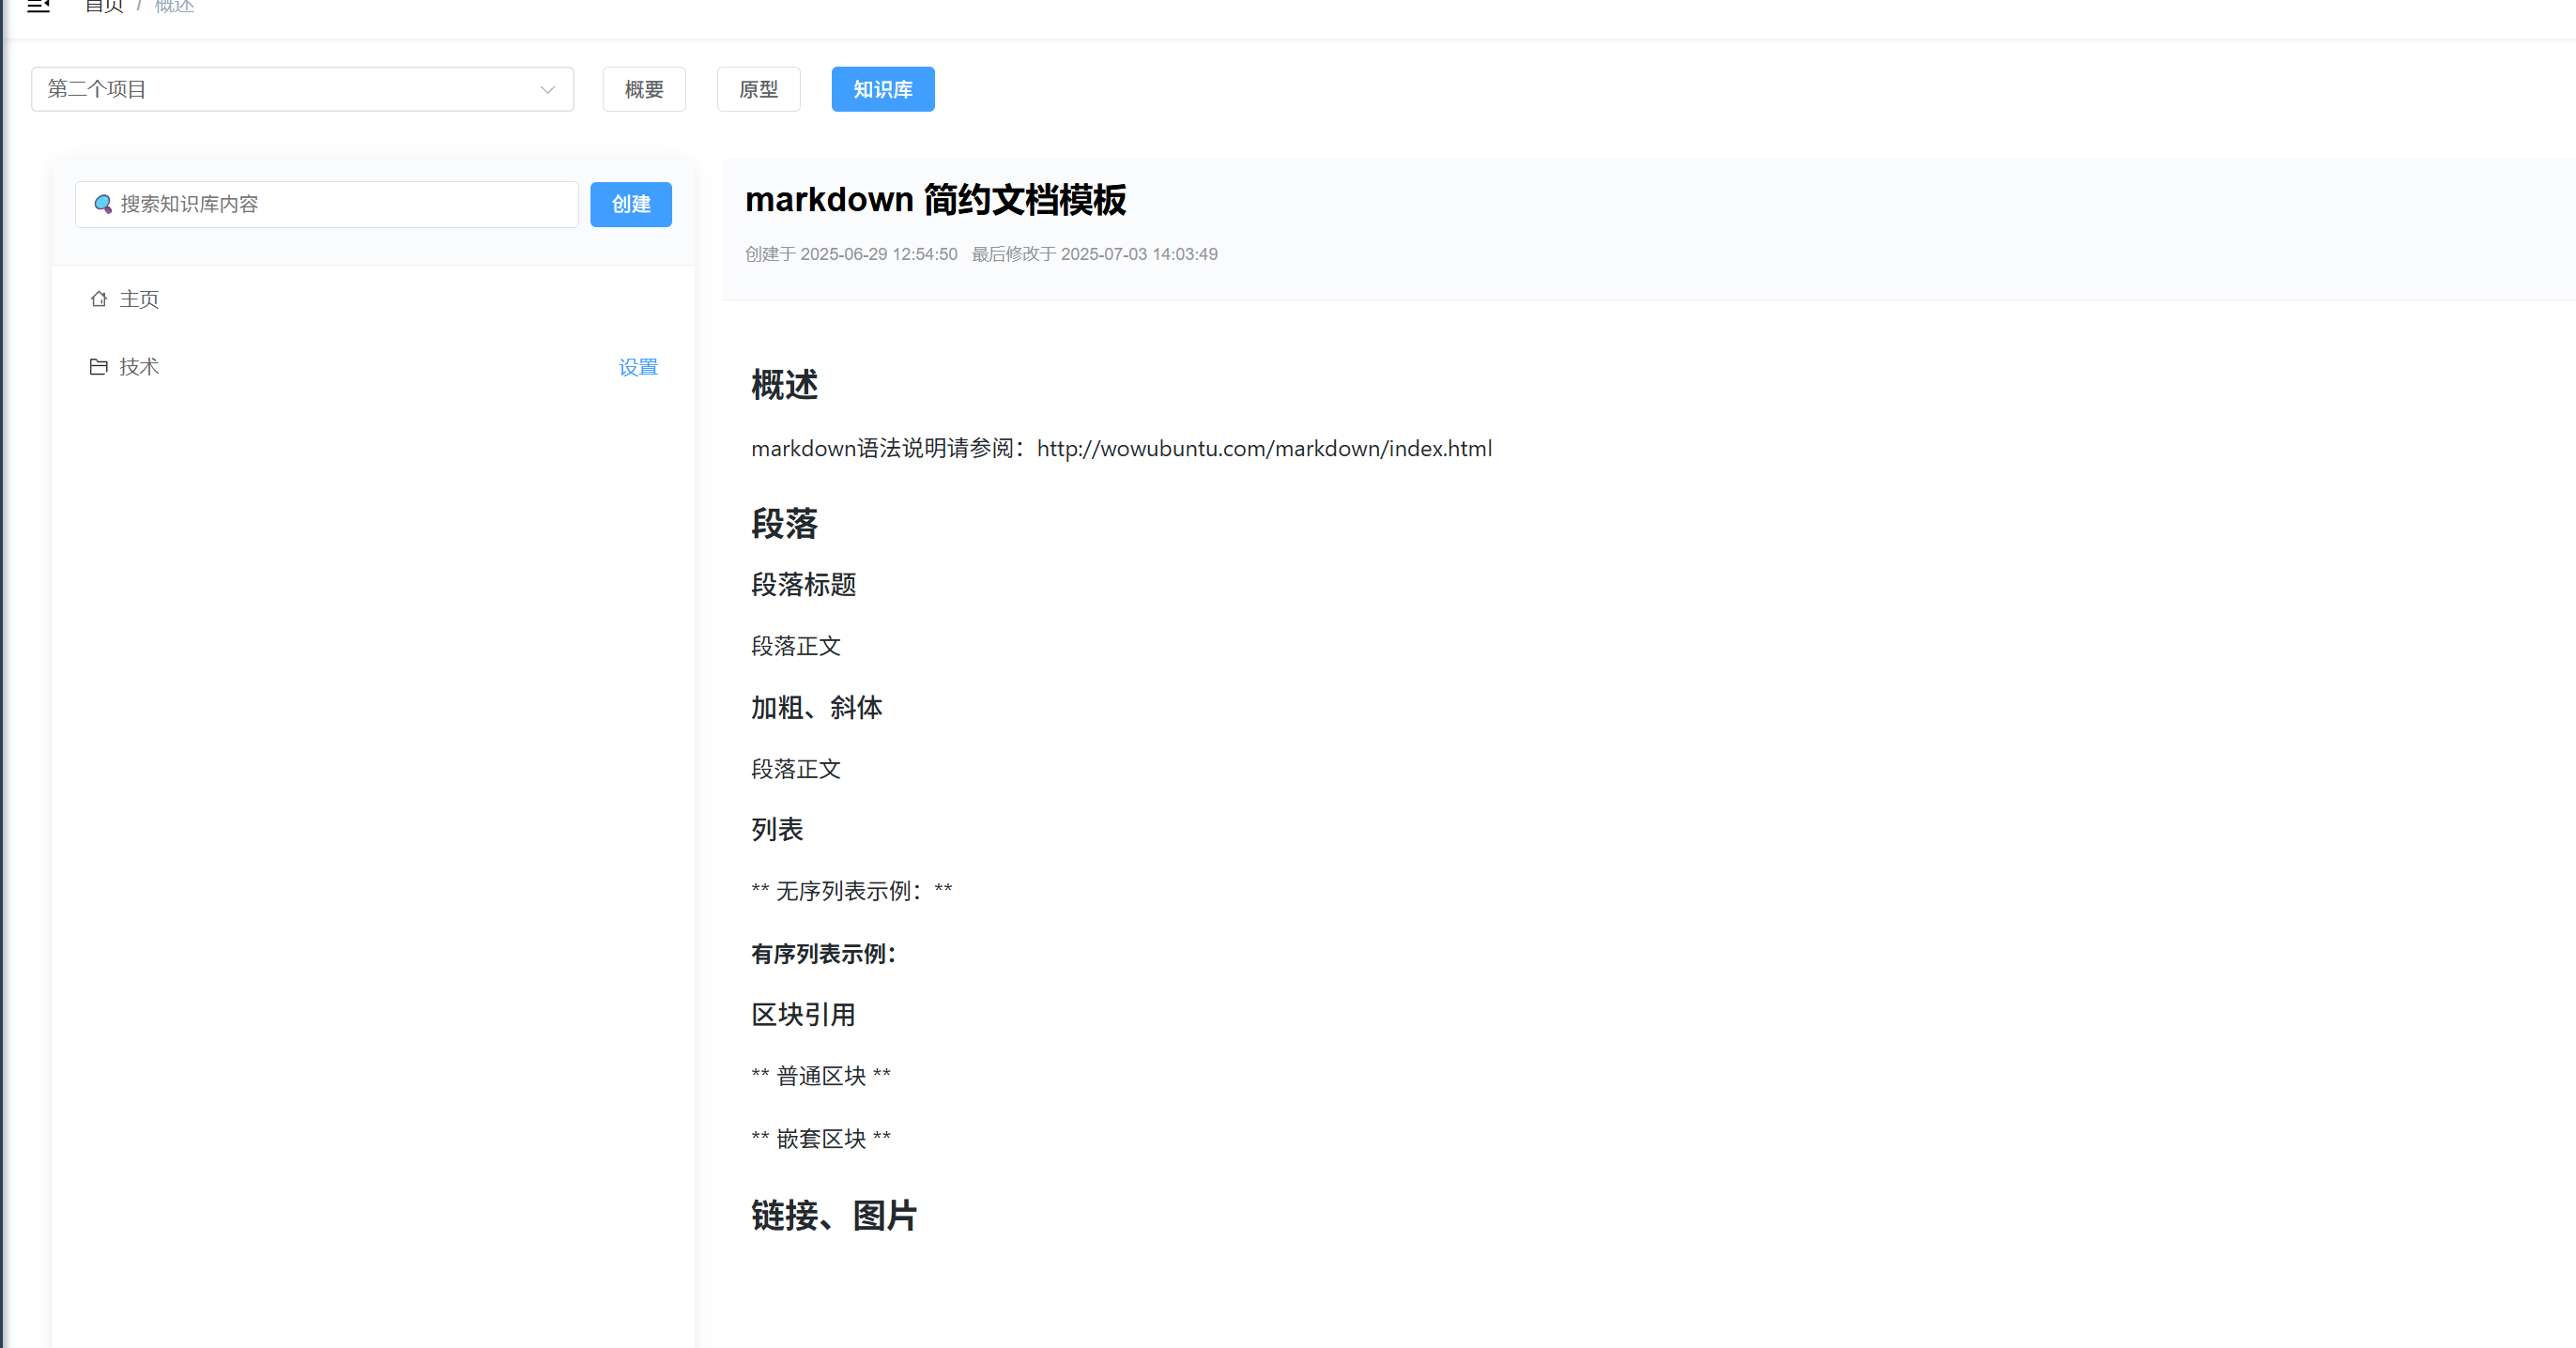 首页 / 概述
第二个项目
概要
原型
知识库
搜索知识库内容
创建
主页
技术
设置
markdown 简约文档模板
创建于 2025-06-29 12:54:50 最后修改于 2025-07-03 14:03:49
概述
markdown语法说明请参阅：http://wowubuntu.com/markdown/index.html
段落
段落标题
段落正文
加粗、斜体
段落正文
列表
** 无序列表示例：**
有序列表示例：
区块引用
** 普通区块 **
** 嵌套区块 **
链接、图片